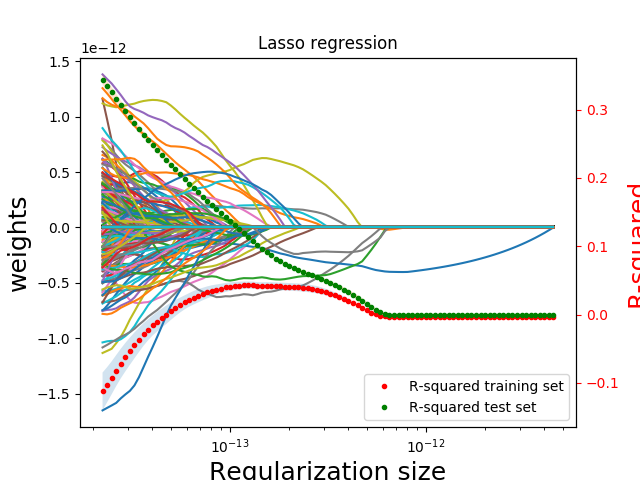 Lasso regression
1e−12
1.5
1.0
0.5
0.0
−0.5
−1.0
−1.5
weights
0.3
0.2
0.1
0.0
−0.1
R-squared
R-squared training set
R-squared test set
10⁻¹³
10⁻¹²
Regularization size